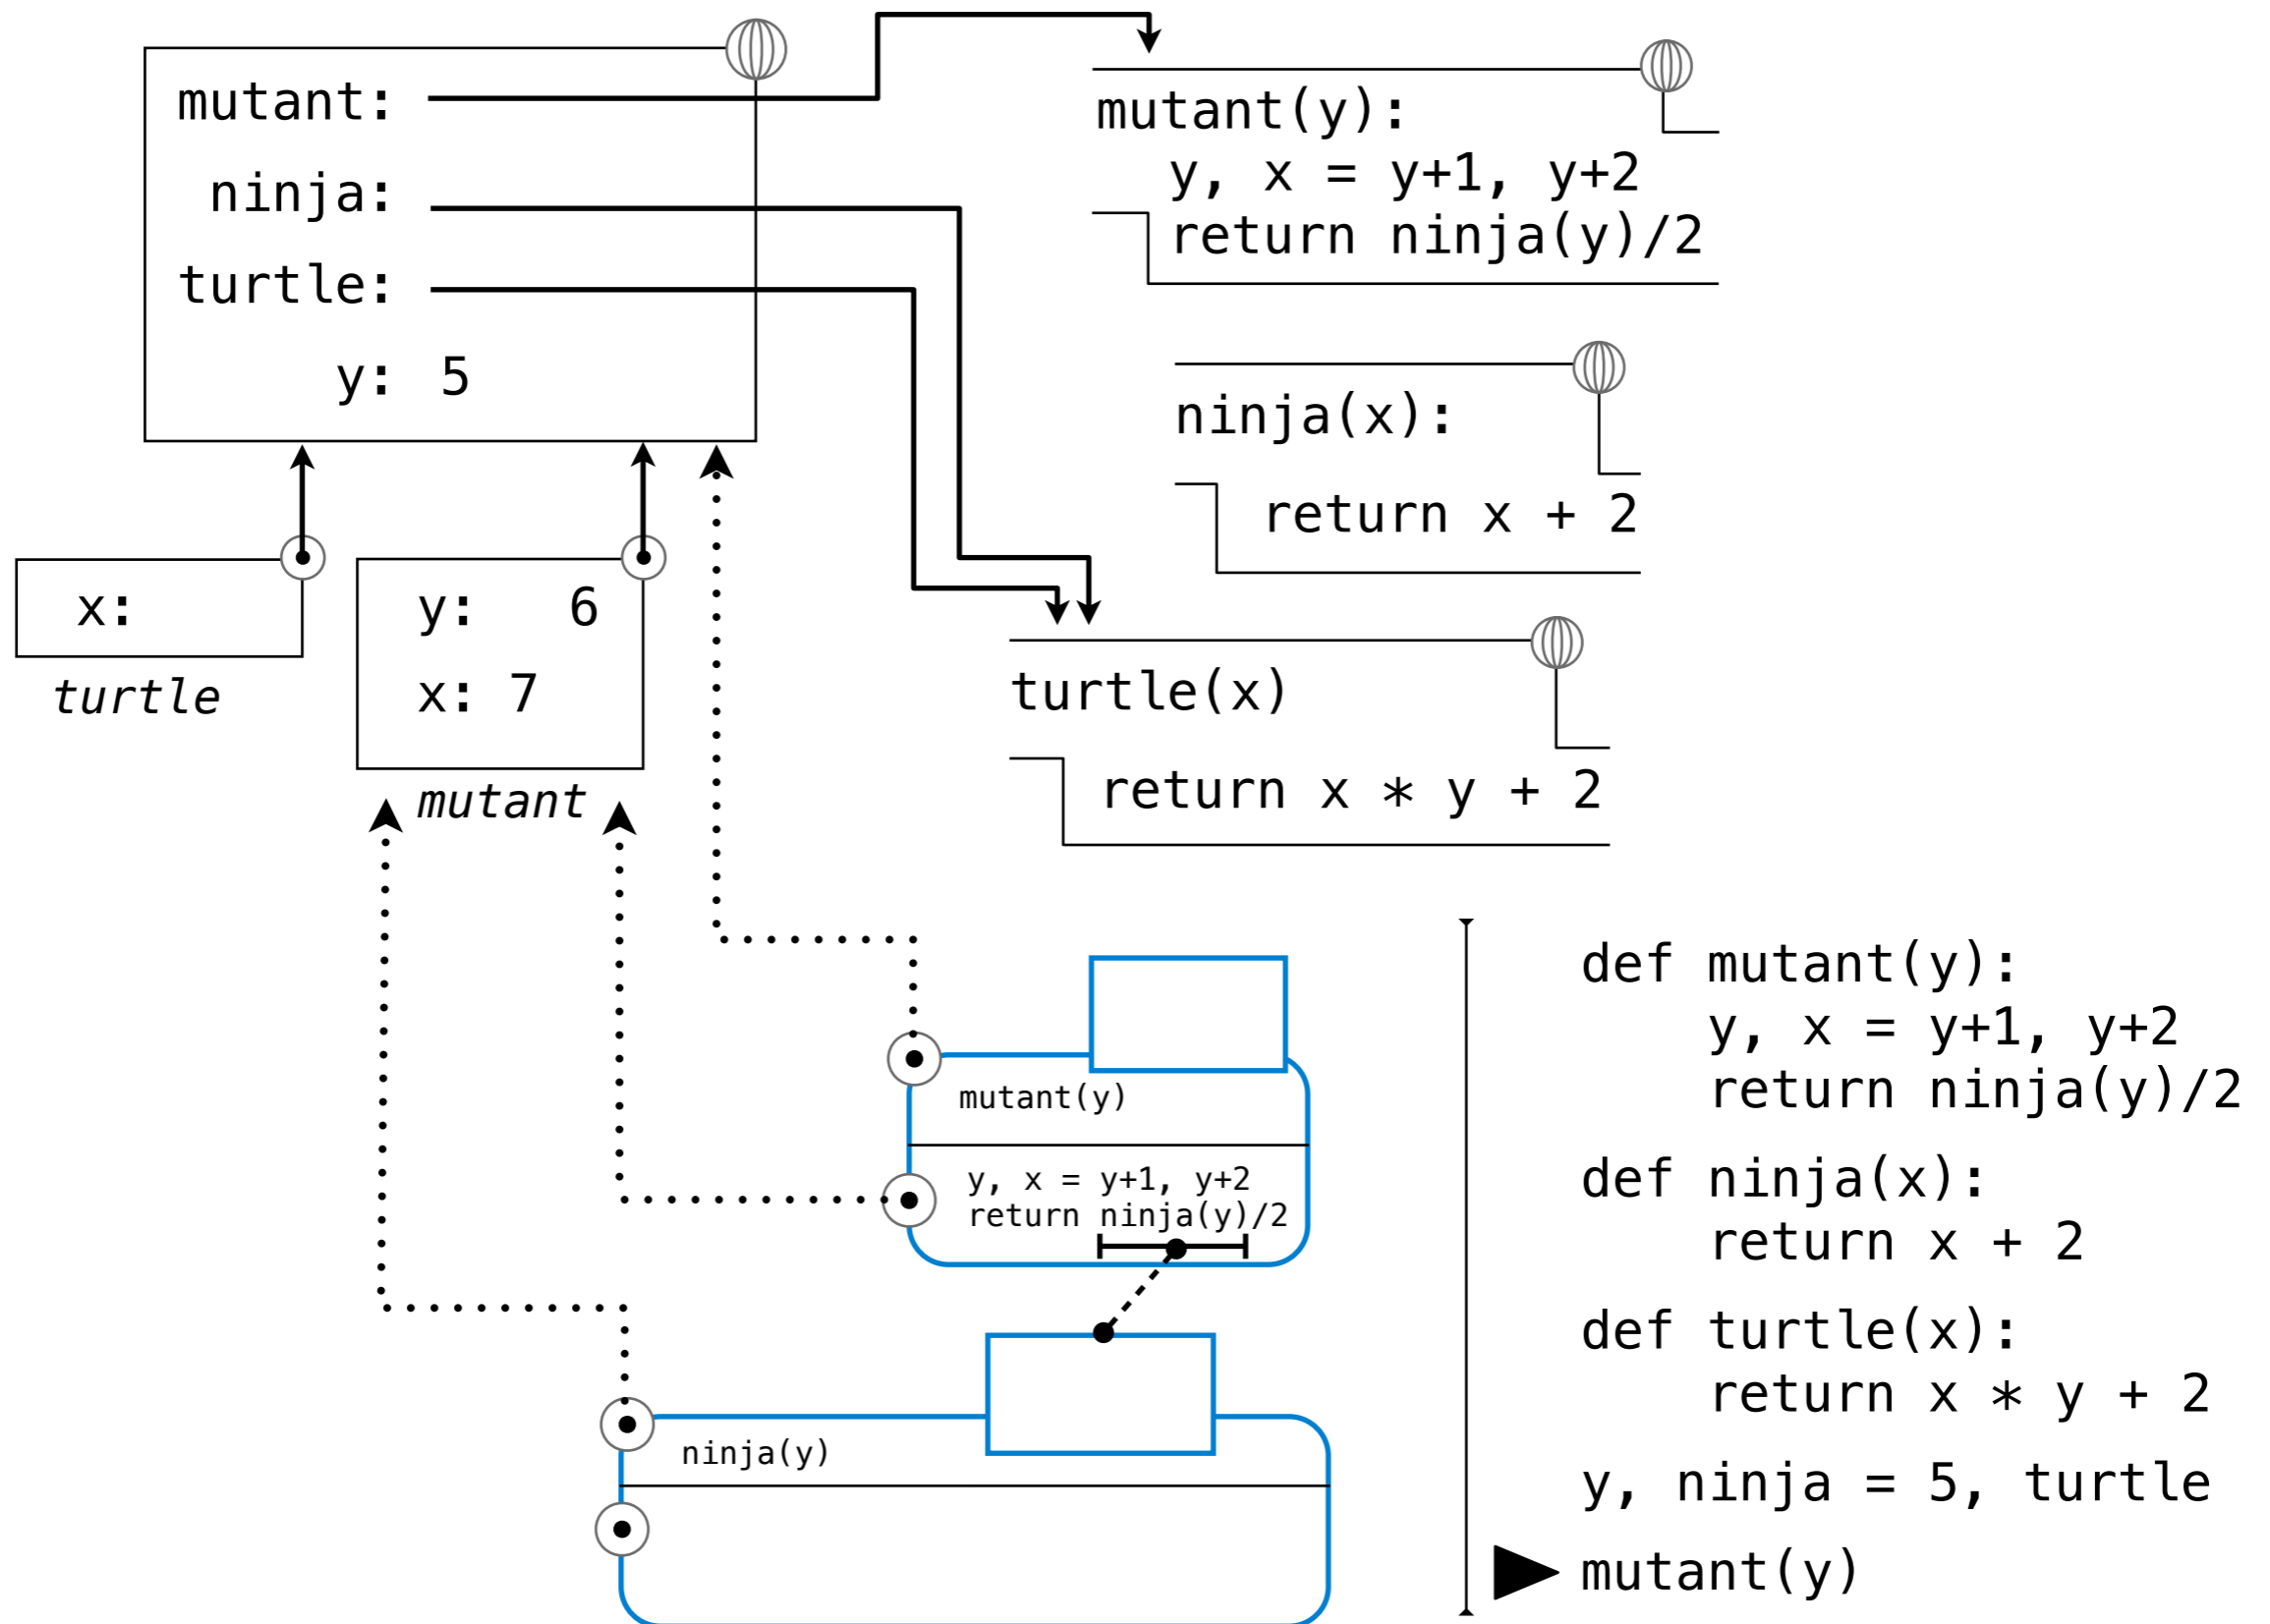 mutant:
ninja:
turtle:
y: 5
x:
turtle
y: 6
x: 7
mutant
mutant(y):
y, x = y+1, y+2
return ninja(y)/2
ninja(x):
return x + 2
turtle(x)
return x * y + 2
mutant(y)
y, x = y+1, y+2
return ninja(y)/2
ninja(y)
def mutant(y):
y, x = y+1, y+2
return ninja(y)/2
def ninja(x):
return x + 2
def turtle(x):
return x * y + 2
y, ninja = 5, turtle
mutant(y)